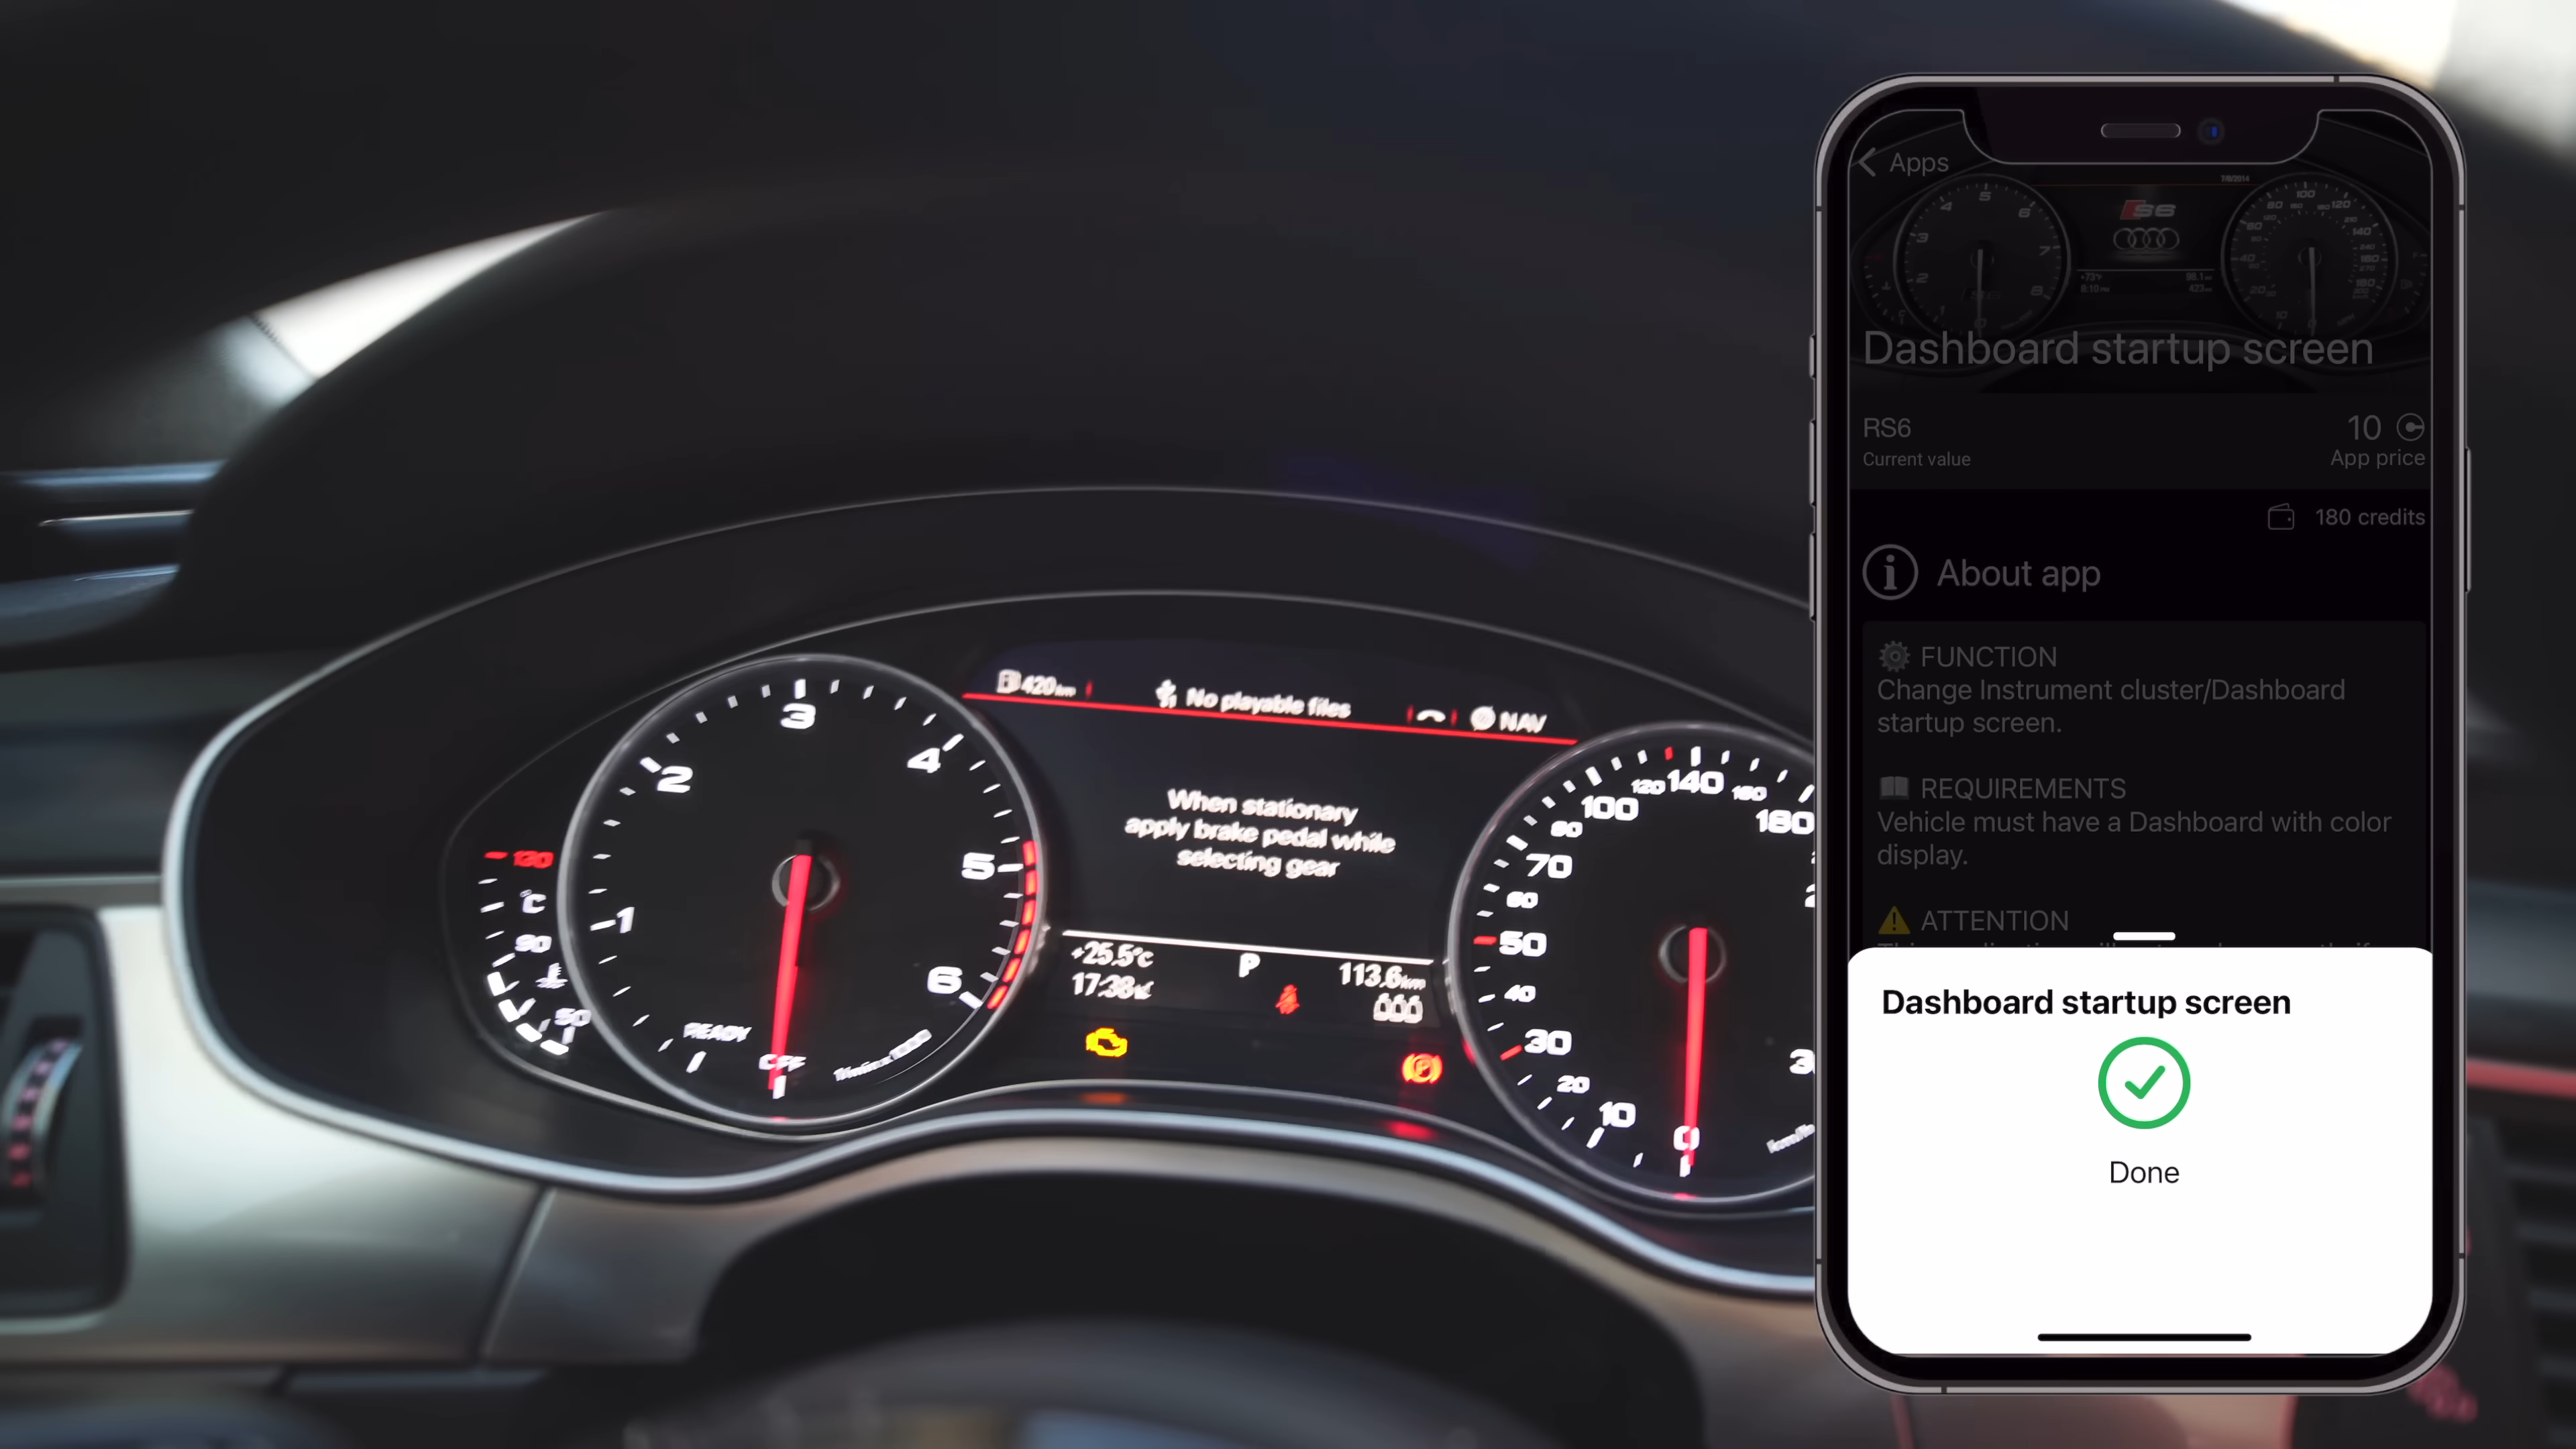 420km
No playable files
NAV
When stationary
apply brake pedal while
selecting gear
+25.5°C
17:38
P
113.6km
130
°C
90
50
1
2
3
4
5
6
READY
OFF
0
10
20
30
40
50
60
70
80
100
120
140
160
180
3
Apps
S6
Dashboard startup screen
RS6
10
Current value
App price
180 credits
About app
FUNCTION
Change Instrument cluster/Dashboard
startup screen.
REQUIREMENTS
Vehicle must have a Dashboard with color
display.
ATTENTION
Dashboard startup screen
Done